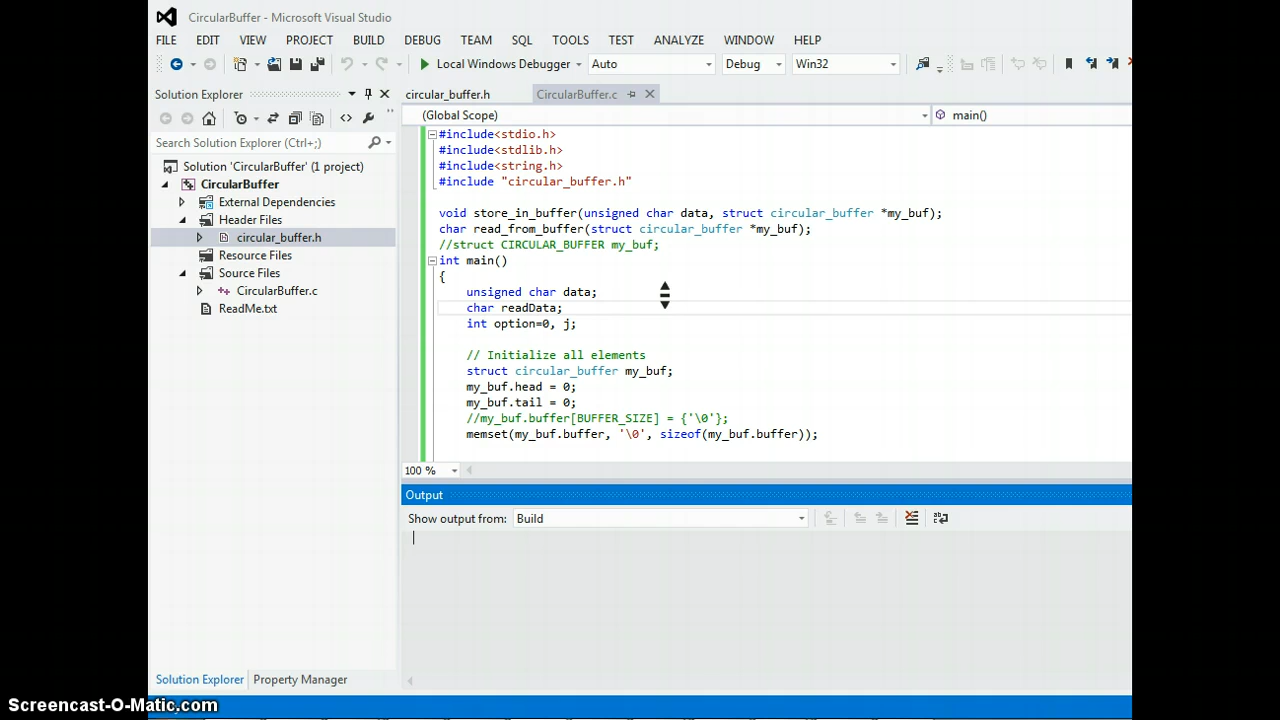 CircularBuffer - Microsoft Visual Studio
FILE EDIT VIEW PROJECT BUILD DEBUG TEAM SQL TOOLS TEST ANALYZE WINDOW HELP
Local Windows Debugger Auto Debug Win32
Solution Explorer
Search Solution Explorer (Ctrl+;)
Solution 'CircularBuffer' (1 project)
CircularBuffer
External Dependencies
Header Files
circular_buffer.h
Resource Files
Source Files
CircularBuffer.c
ReadMe.txt
Solution Explorer Property Manager
circular_buffer.h CircularBuffer.c
(Global Scope) main()
#include<stdio.h>
#include<stdlib.h>
#include<string.h>
#include "circular_buffer.h"
void store_in_buffer(unsigned char data, struct circular_buffer *my_buf);
char read_from_buffer(struct circular_buffer *my_buf);
//struct CIRCULAR_BUFFER my_buf;
int main()
{
unsigned char data;
char readData;
int option=0, j;
// Initialize all elements
struct circular_buffer my_buf;
my_buf.head = 0;
my_buf.tail = 0;
//my_buf.buffer[BUFFER_SIZE] = {'\0'};
memset(my_buf.buffer, '\0', sizeof(my_buf.buffer));
100 %
Output
Show output from: Build
Screencast-O-Matic.com